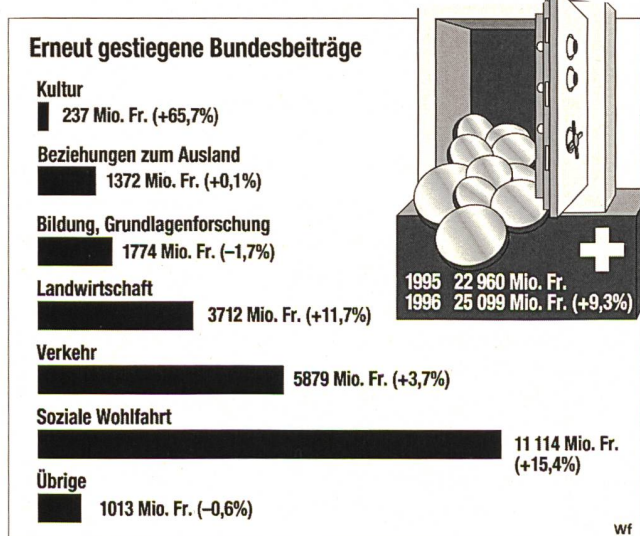 Erneut gestiegene Bundesbeiträge
Kultur
237 Mio. Fr. (+65,7%)
Beziehungen zum Ausland
1372 Mio. Fr. (+0,1%)
Bildung, Grundlagenforschung
1774 Mio. Fr. (–1,7%)
Landwirtschaft
3712 Mio. Fr. (+11,7%)
Verkehr
5879 Mio. Fr. (+3,7%)
Soziale Wohlfahrt
11 114 Mio. Fr.
(+15,4%)
Übrige
1013 Mio. Fr. (–0,6%)
1995 22 960 Mio. Fr.
1996 25 099 Mio. Fr. (+9,3%)
Wf